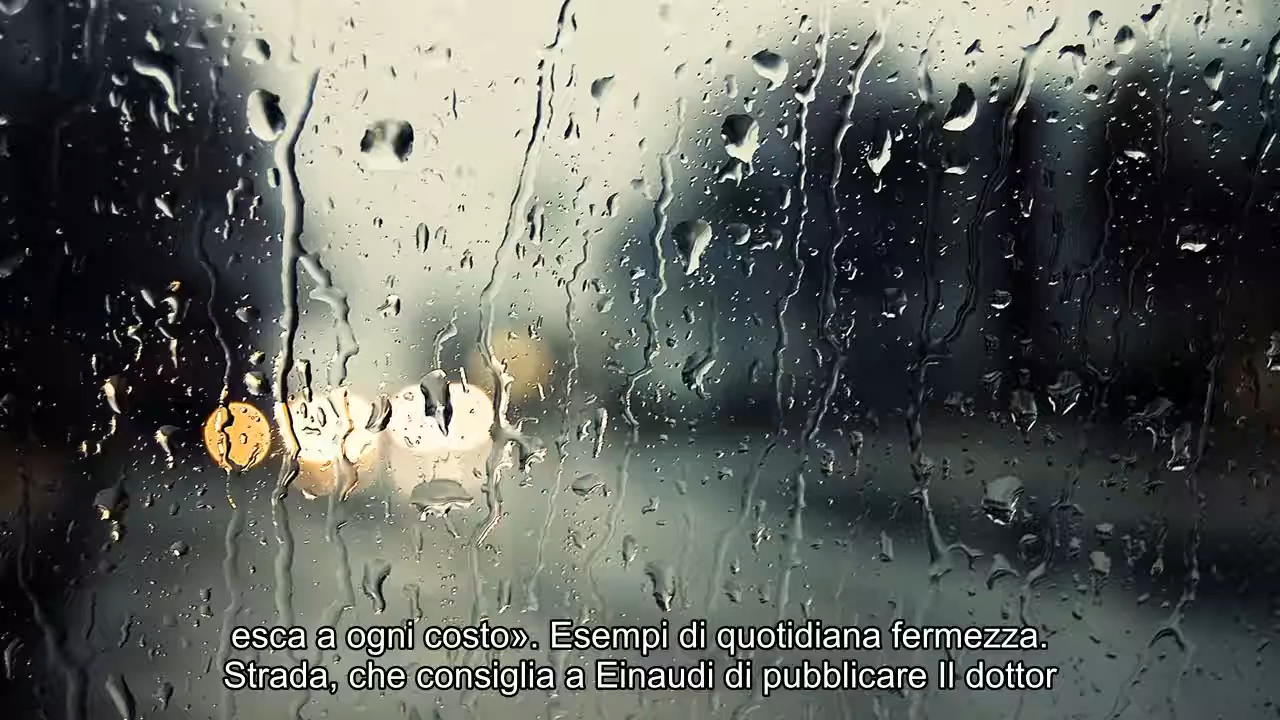 esca a ogni costo». Esempi di quotidiana fermezza.
Strada, che consiglia a Einaudi di pubblicare Il dottor